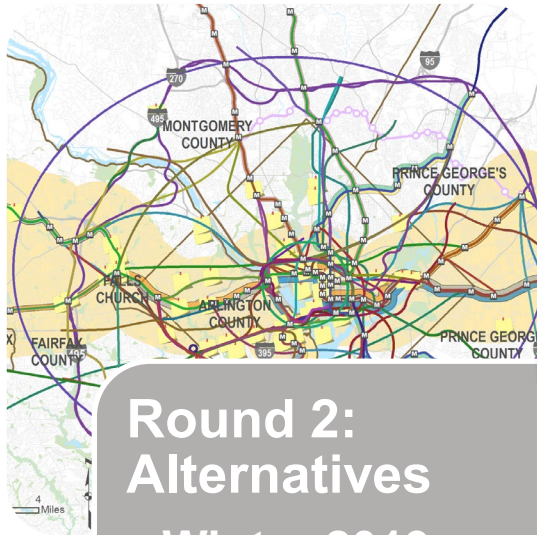 270
95
495
MONTGOMERY
COUNTY
PRINCE GEORGE'S
COUNTY
FALLS
CHURCH
ARLINGTON
COUNTY
FAIRFAX
COUNTY
495
395
PRINCE GEORG
COUNTY
Round 2:
Alternatives
4
Miles